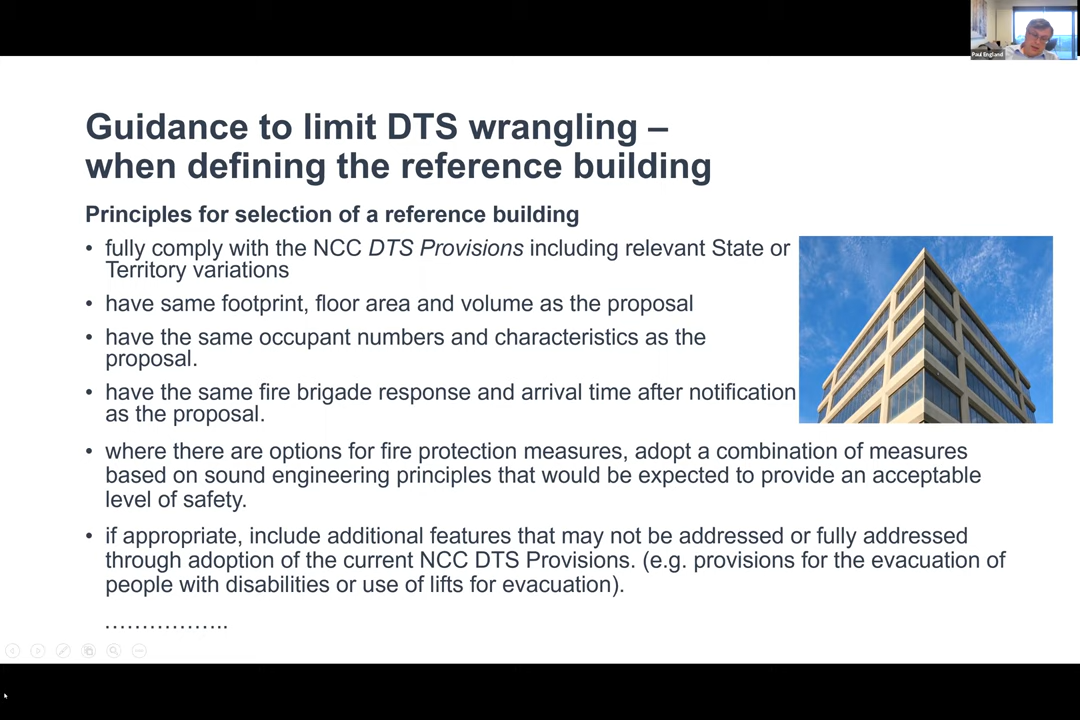 Paul England
Guidance to limit DTS wrangling –
when defining the reference building
Principles for selection of a reference building
• fully comply with the NCC DTS Provisions including relevant State or
Territory variations
• have same footprint, floor area and volume as the proposal
• have the same occupant numbers and characteristics as the
proposal.
• have the same fire brigade response and arrival time after notification
as the proposal.
• where there are options for fire protection measures, adopt a combination of measures
based on sound engineering principles that would be expected to provide an acceptable
level of safety.
• if appropriate, include additional features that may not be addressed or fully addressed
through adoption of the current NCC DTS Provisions. (e.g. provisions for the evacuation of
people with disabilities or use of lifts for evacuation).
……………..